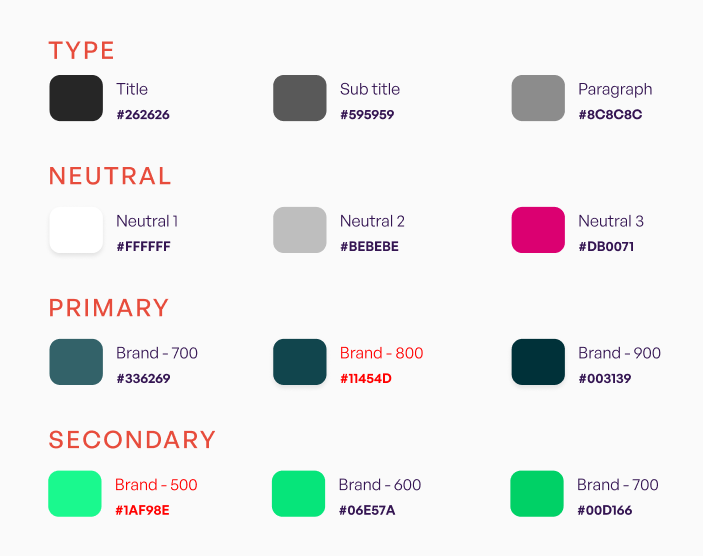 TYPE
Title
#262626
Sub title
#595959
Paragraph
#8C8C8C
NEUTRAL
Neutral 1
#FFFFFF
Neutral 2
#BEBEBE
Neutral 3
#DB0071
PRIMARY
Brand - 700
#336269
Brand - 800
#11454D
Brand - 900
#003139
SECONDARY
Brand - 500
#1AF98E
Brand - 600
#06E57A
Brand - 700
#00D166